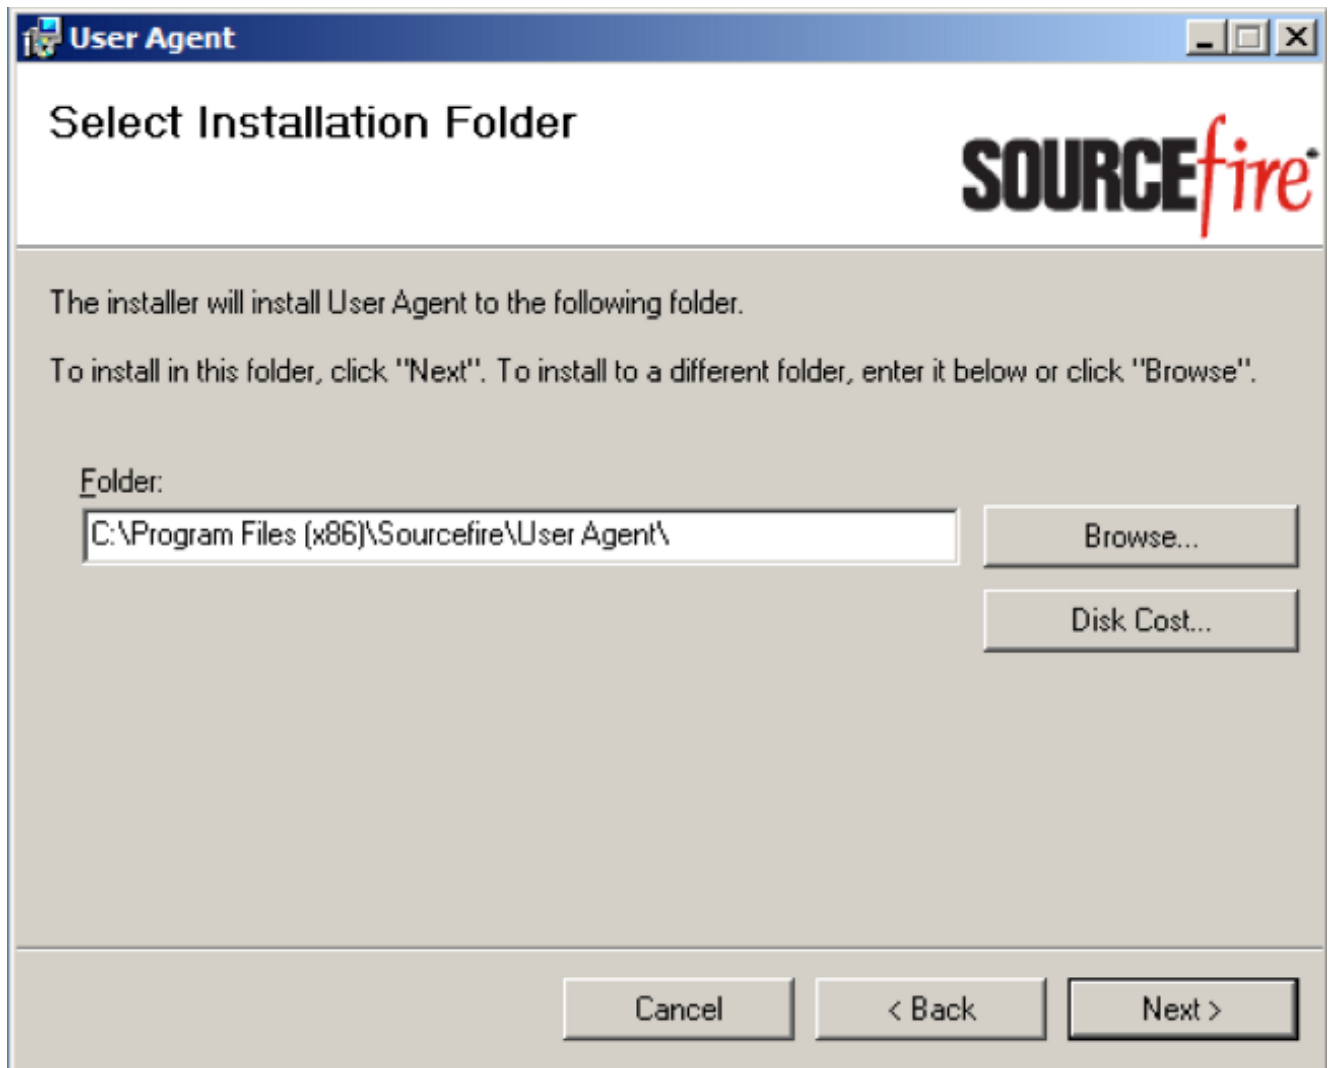 User Agent
Select Installation Folder
SOURCEfire
The installer will install User Agent to the following folder.
To install in this folder, click "Next". To install to a different folder, enter it below or click "Browse".
Folder:
C:\Program Files (x86)\Sourcefire\User Agent\
Browse...
Disk Cost...
Cancel
< Back
Next >